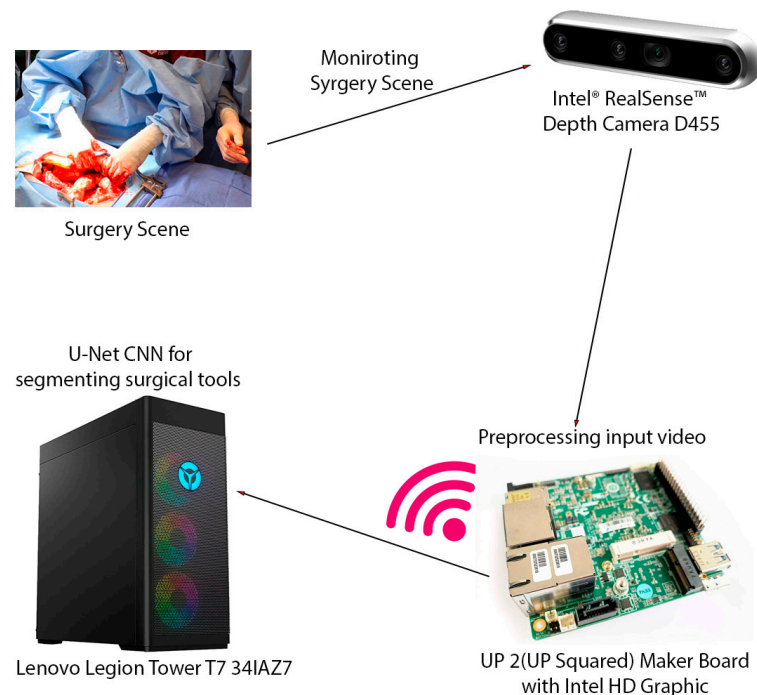 Moniroting
Syrgery Scene
Intel® RealSense™
Depth Camera D455
Surgery Scene
U-Net CNN for
segmenting surgical tools
Preprocessing input video
Lenovo Legion Tower T7 34IAZ7
UP 2(UP Squared) Maker Board
with Intel HD Graphic